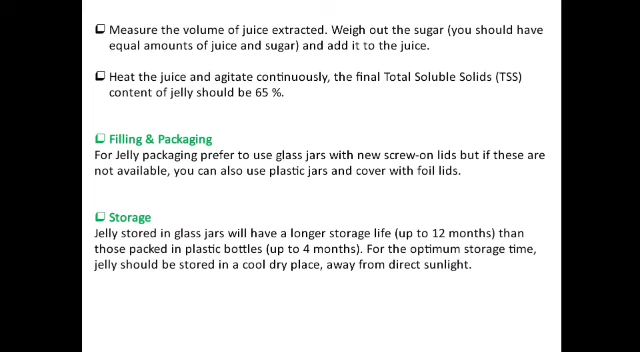 ❑ Measure the volume of juice extracted. Weigh out the sugar (you should have
equal amounts of juice and sugar) and add it to the juice.
❑ Heat the juice and agitate continuously, the final Total Soluble Solids (TSS)
content of jelly should be 65 %.
❑ Filling & Packaging
For Jelly packaging prefer to use glass jars with new screw-on lids but if these are
not available, you can also use plastic jars and cover with foil lids.
❑ Storage
Jelly stored in glass jars will have a longer storage life (up to 12 months) than
those packed in plastic bottles (up to 4 months). For the optimum storage time,
jelly should be stored in a cool dry place, away from direct sunlight.